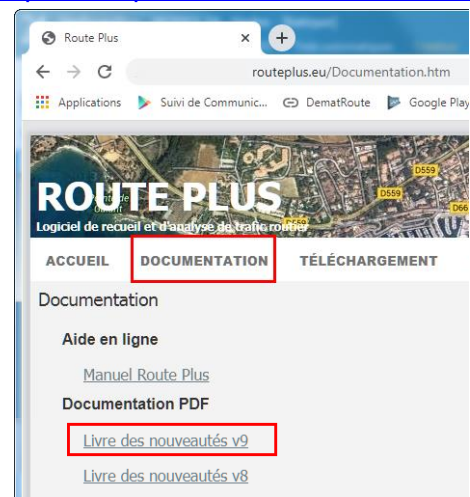 Route Plus
routeplus.eu/Documentation.htm
Applications Suivi de Communic... DematRoute Google Play
D559
D559
D559
D66
ROUTE PLUS
Logiciel de recueil et d'analyse de trafic routier
ACCUEIL DOCUMENTATION TÉLÉCHARGEMENT
Documentation
Aide en ligne
Manuel Route Plus
Documentation PDF
Livre des nouveautés v9
Livre des nouveautés v8